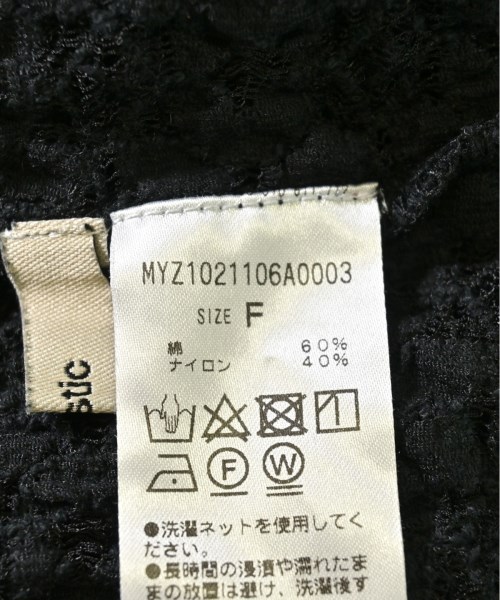 MYZ1021106A0003
SIZE F
綿 60%
ナイロン 40%
F W
●洗濯ネットを使用してく
ださい。
●長時間の浸漬や濡れたま
まの放置は避け、洗濯後す
stic